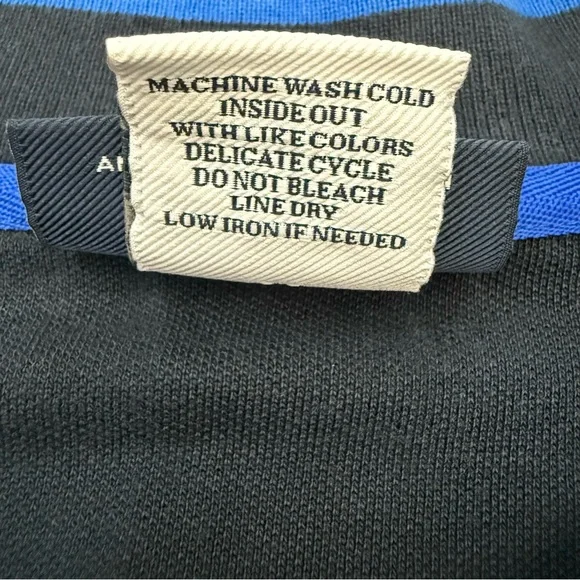 MACHINE WASH COLD
INSIDE OUT
WITH LIKE COLORS
DELICATE CYCLE
DO NOT BLEACH
LINE DRY
LOW IRON IF NEEDED